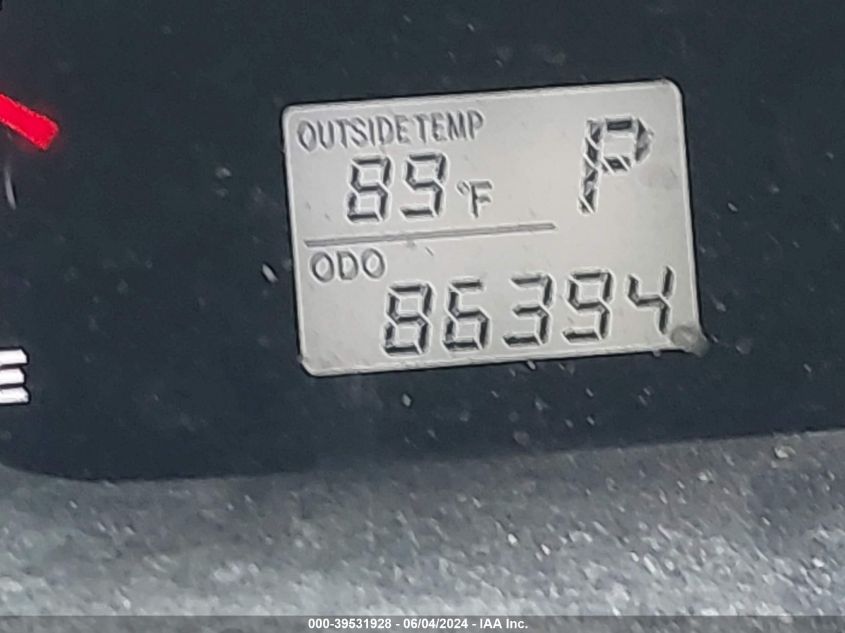 OUTSIDE TEMP
89°F P
ODO
86394
E
000-39531928 - 06/04/2024 - IAA Inc.